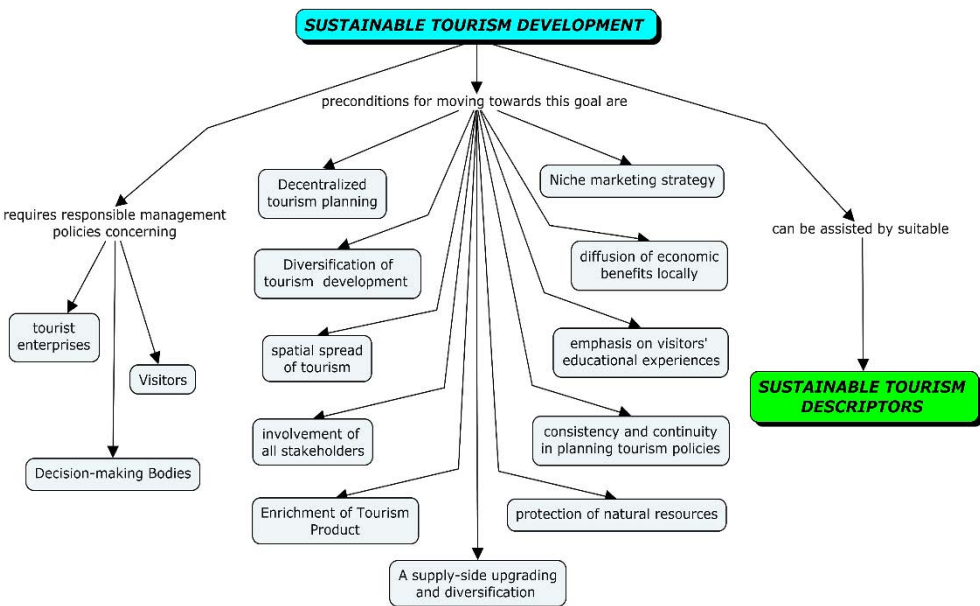 SUSTAINABLE TOURISM DEVELOPMENT
preconditions for moving towards this goal are
requires responsible management
policies concerning
tourist
enterprises
Visitors
Decision-making Bodies
Decentralized
tourism planning
Niche marketing strategy
Diversification of
tourism development
diffusion of economic
benefits locally
spatial spread
of tourism
emphasis on visitors'
educational experiences
involvement of
all stakeholders
consistency and continuity
in planning tourism policies
Enrichment of Tourism
Product
protection of natural resources
A supply-side upgrading
and diversification
can be assisted by suitable
SUSTAINABLE TOURISM
DESCRIPTORS